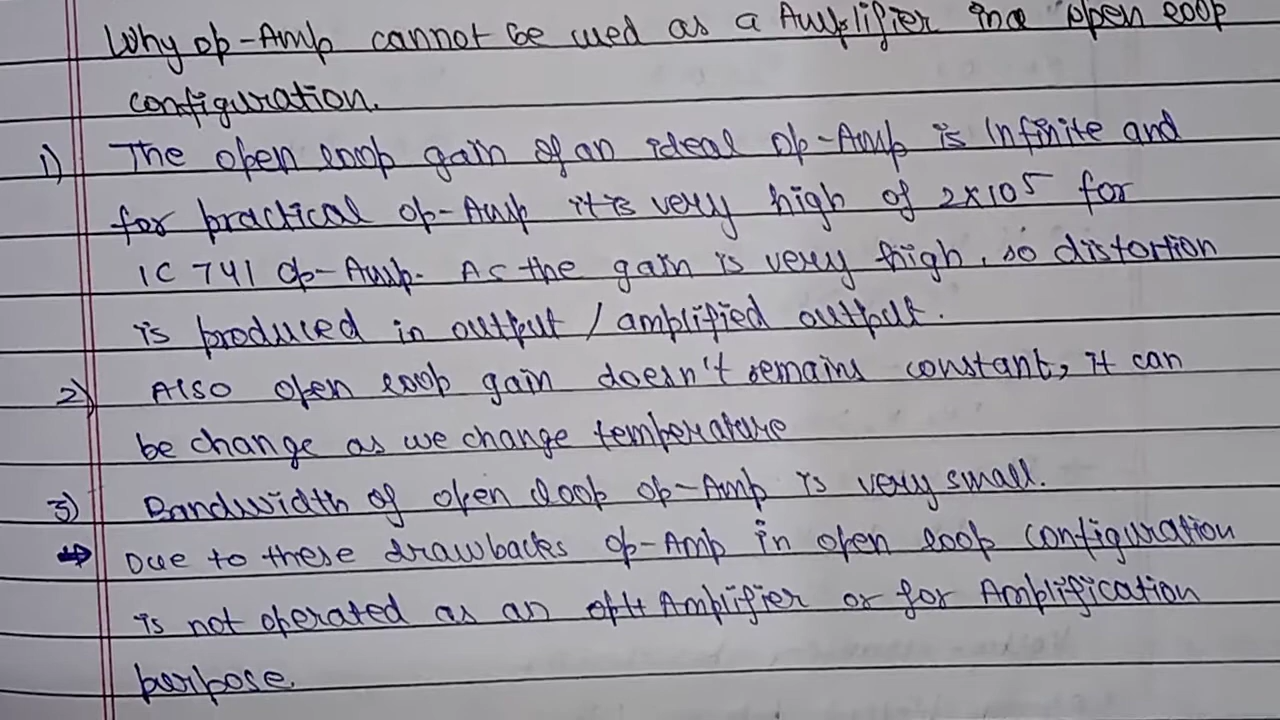 Why op-Amp cannot be used as a Amplifier in a open loop
configuration.
1) The open loop gain of an ideal op-Amp is Infinite and
for practical op-Amp it is very high of 2x10⁵ for
IC 741 op-Amp. As the gain is very high, so distortion
is produced in output / amplified output.
2) Also open loop gain doesn't remains constant, it can
be change as we change temperature
3) Bandwidth of open loop op-Amp is very small.
⇒ Due to these drawbacks op-Amp in open loop configuration
is not operated as an Amplifier or for Amplification
purpose.